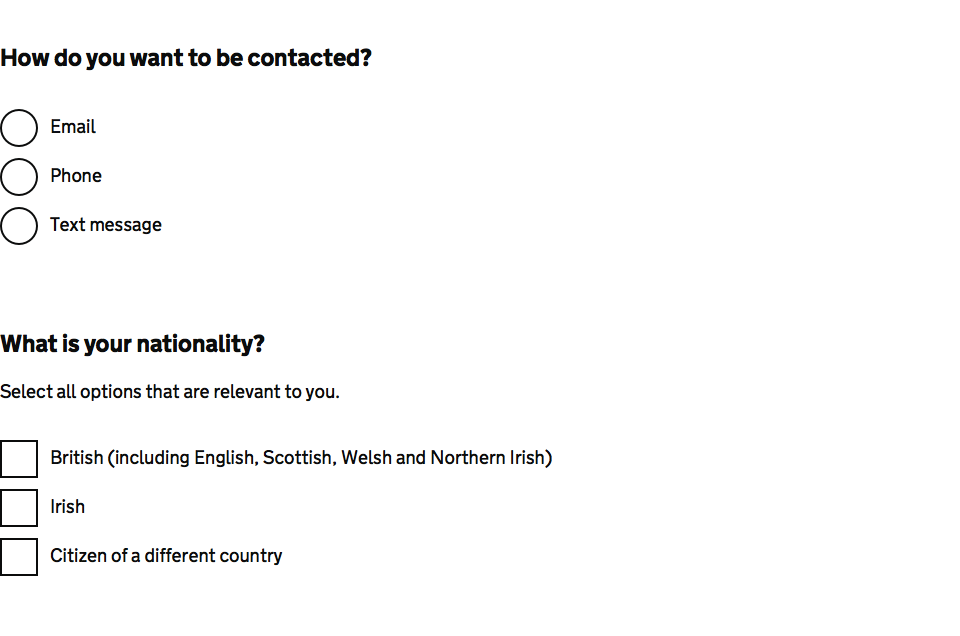 How do you want to be contacted?
Email
Phone
Text message
What is your nationality?
Select all options that are relevant to you.
British (including English, Scottish, Welsh and Northern Irish)
Irish
Citizen of a different country